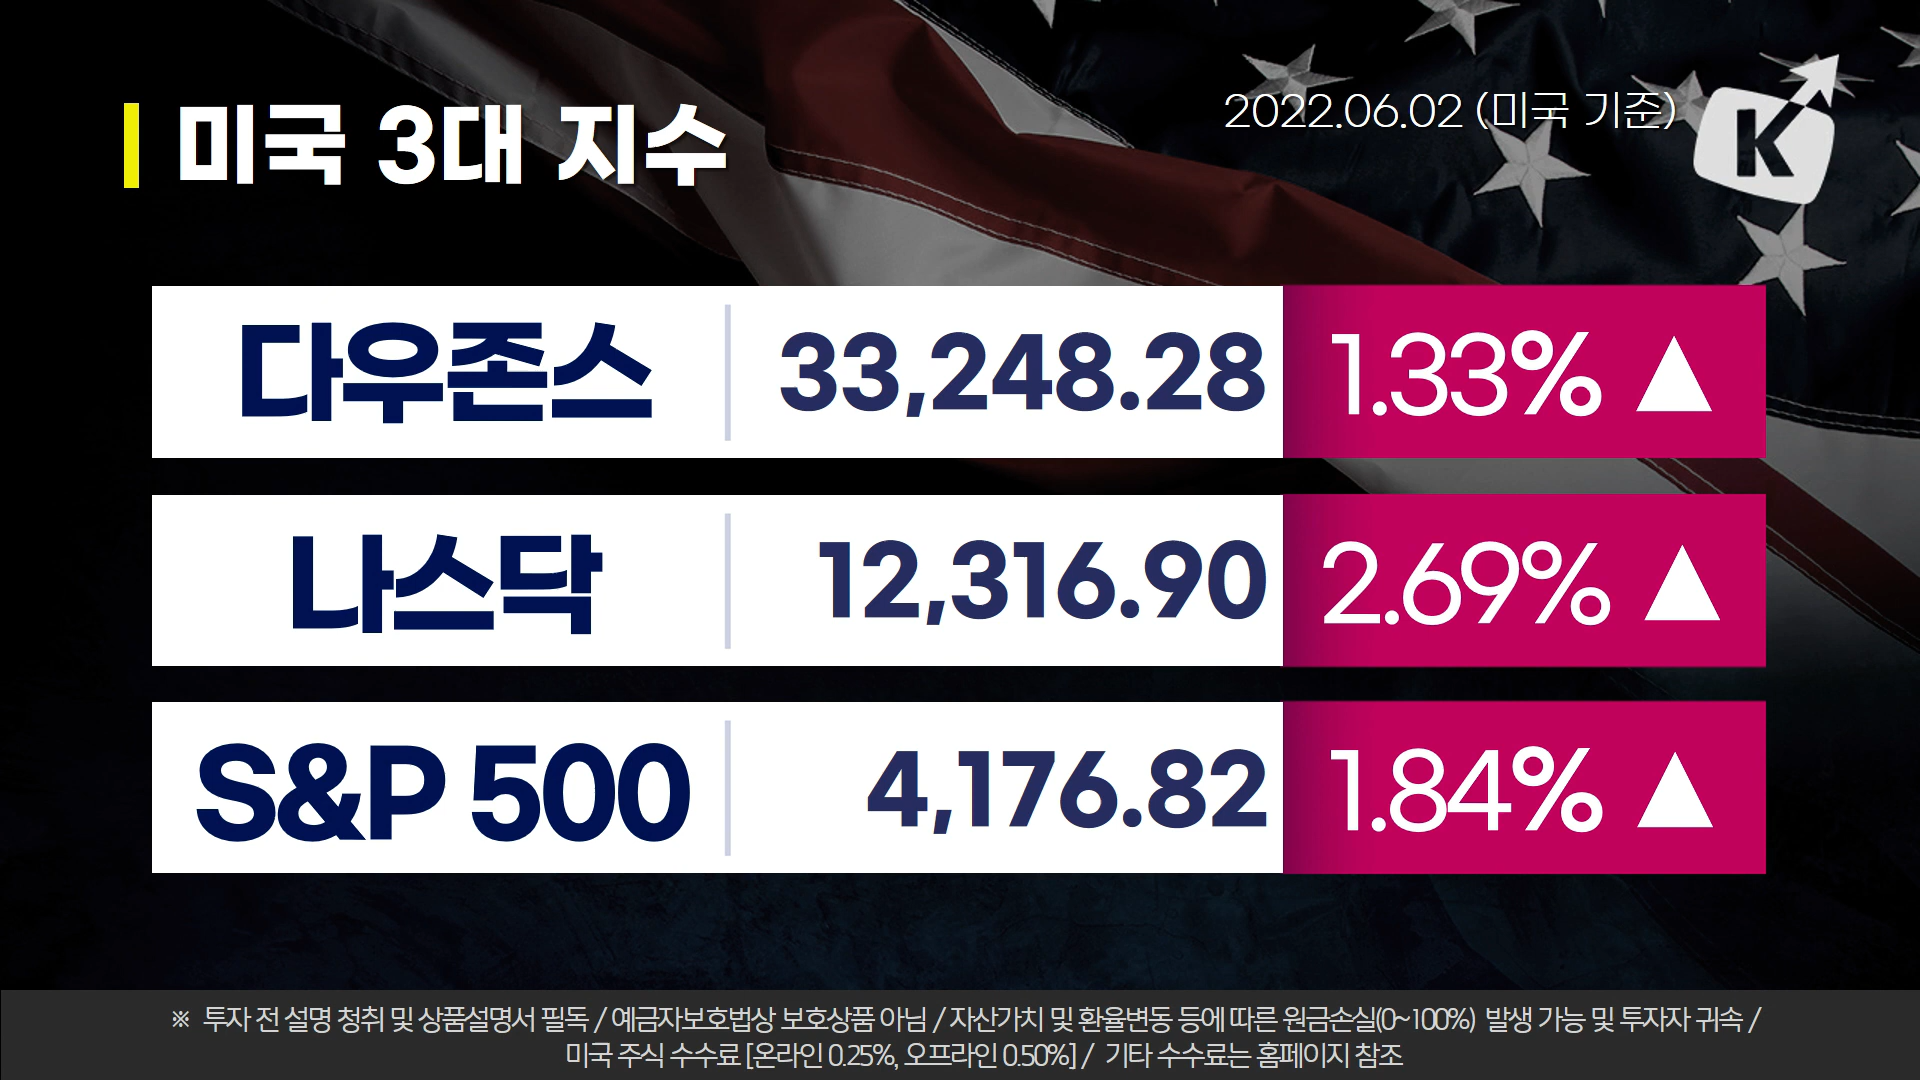 미국 3대 지수
2022.06.02 (미국 기준)
K
다우존스 33,248.28 1.33% ▲
나스닥 12,316.90 2.69% ▲
S&P 500 4,176.82 1.84% ▲
※ 투자 전 설명 청취 및 상품설명서 필독 / 예금자보호법상 보호상품 아님 / 자산가치 및 환율변동 등에 따른 원금손실(0~100%) 발생 가능 및 투자자 귀속 /
미국 주식 수수료 [온라인 0.25%, 오프라인 0.50%] / 기타 수수료는 홈페이지 참조